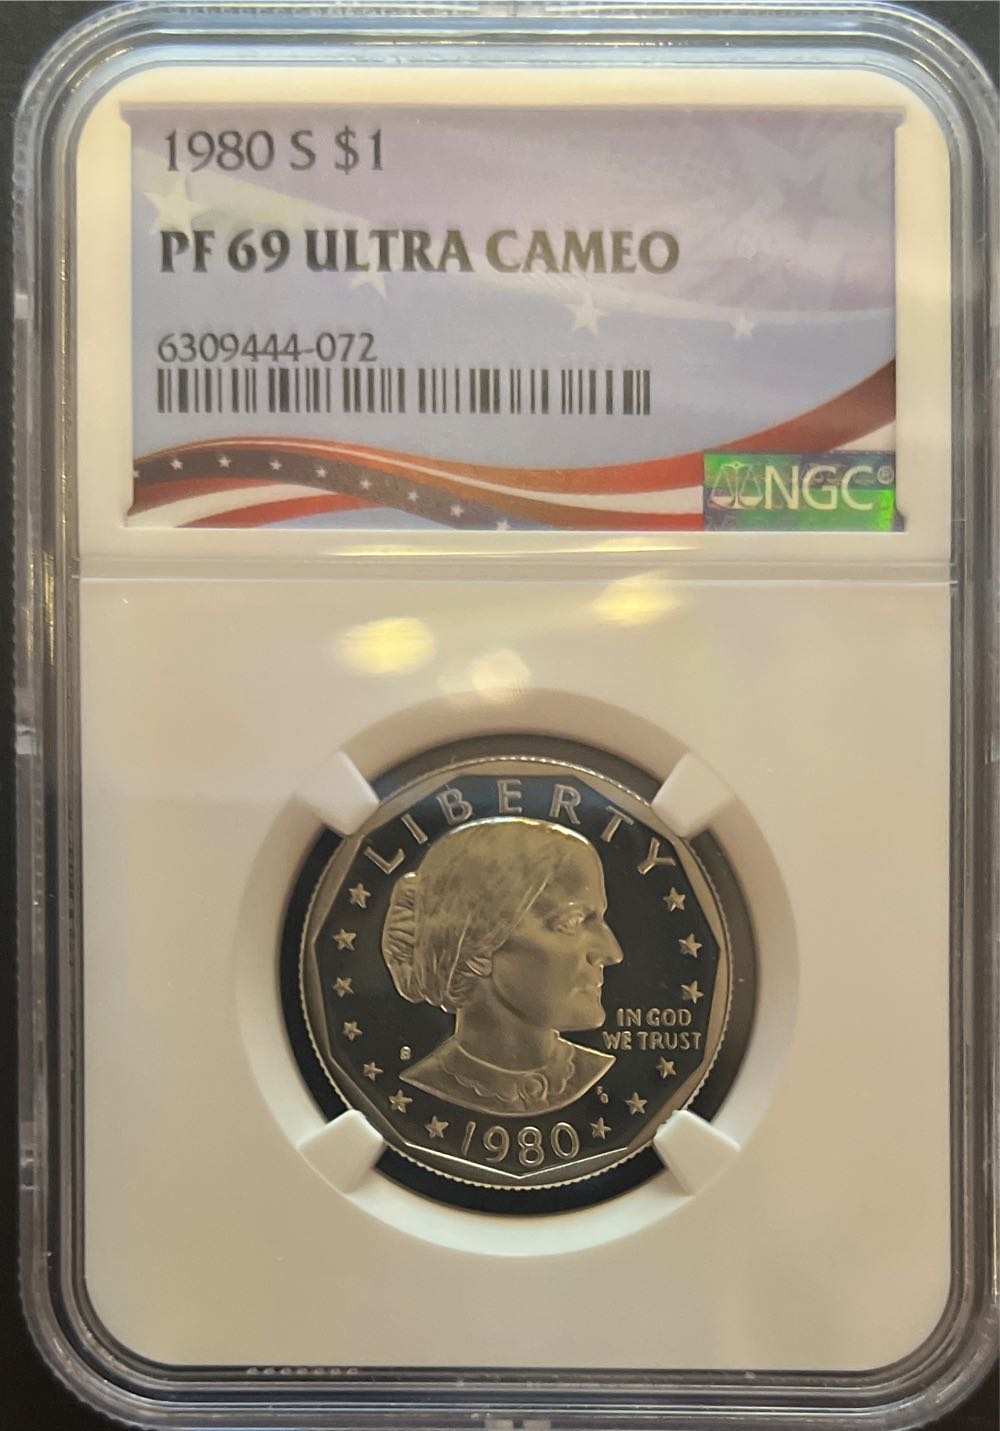 1980 S $1
PF 69 ULTRA CAMEO
6309444-072
NGC®
LIBERTY
IN GOD
WE TRUST
S
1980